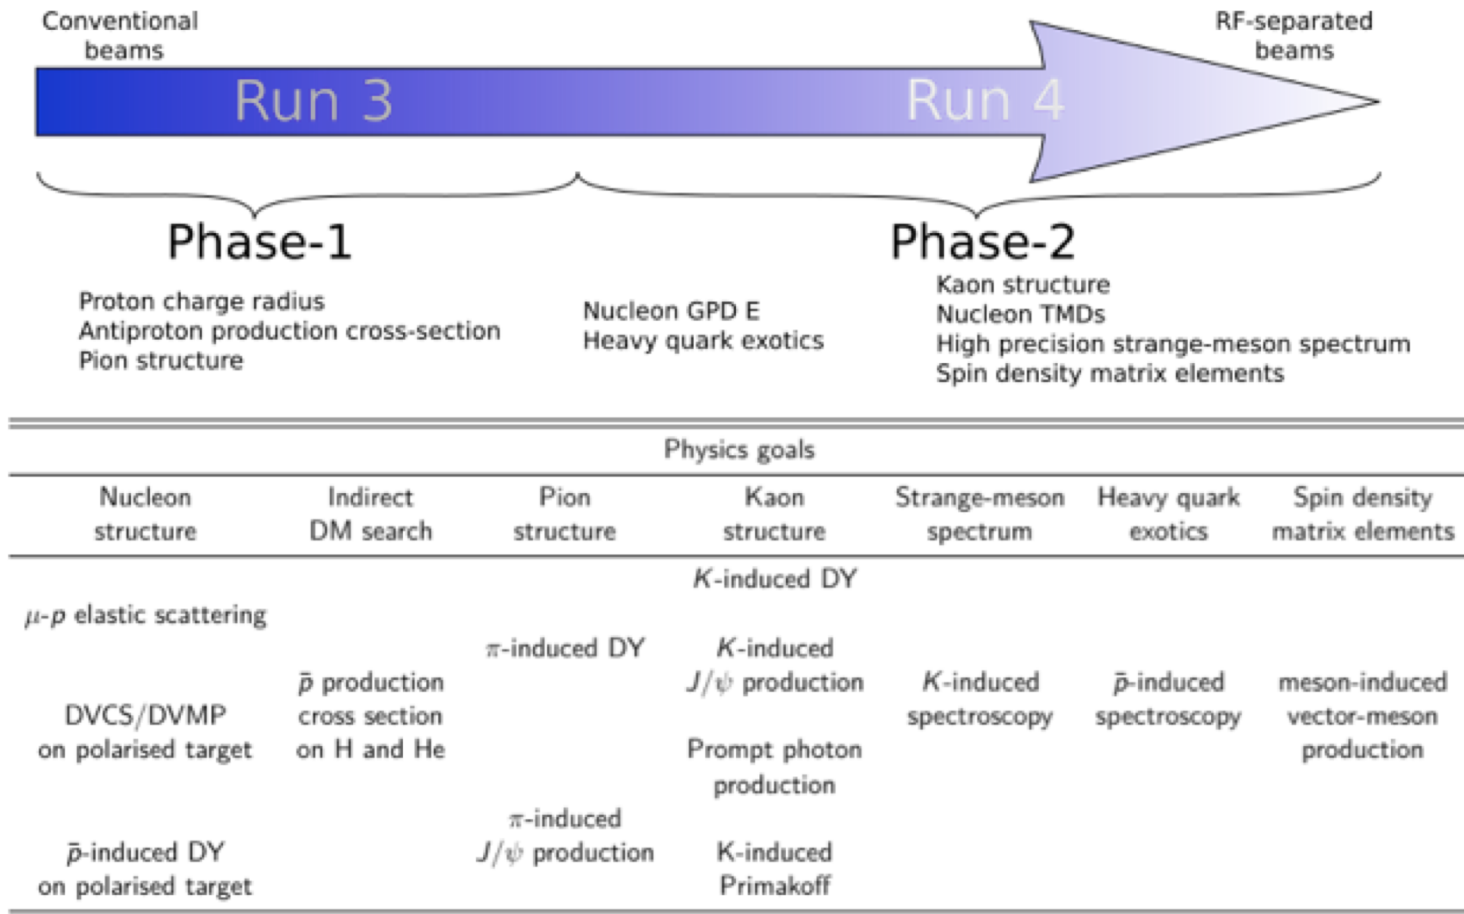 Conventional
beams
RF-separated
beams
Run 3
Run 4
Phase-1
Phase-2
Proton charge radius
Antiproton production cross-section
Pion structure
Nucleon GPD E
Heavy quark exotics
Kaon structure
Nucleon TMDs
High precision strange-meson spectrum
Spin density matrix elements
Physics goals
Nucleon
structure
Indirect
DM search
Pion
structure
Kaon
structure
Strange-meson
spectrum
Heavy quark
exotics
Spin density
matrix elements
μ-p elastic scattering
DVCS/DVMP
on polarised target
p̄-induced DY
on polarised target
p̄ production
cross section
on H and He
π-induced DY
π-induced
J/ψ production
K-induced DY
K-induced
J/ψ production
Prompt photon
production
K-induced
Primakoff
K-induced
spectroscopy
p̄-induced
spectroscopy
meson-induced
vector-meson
production